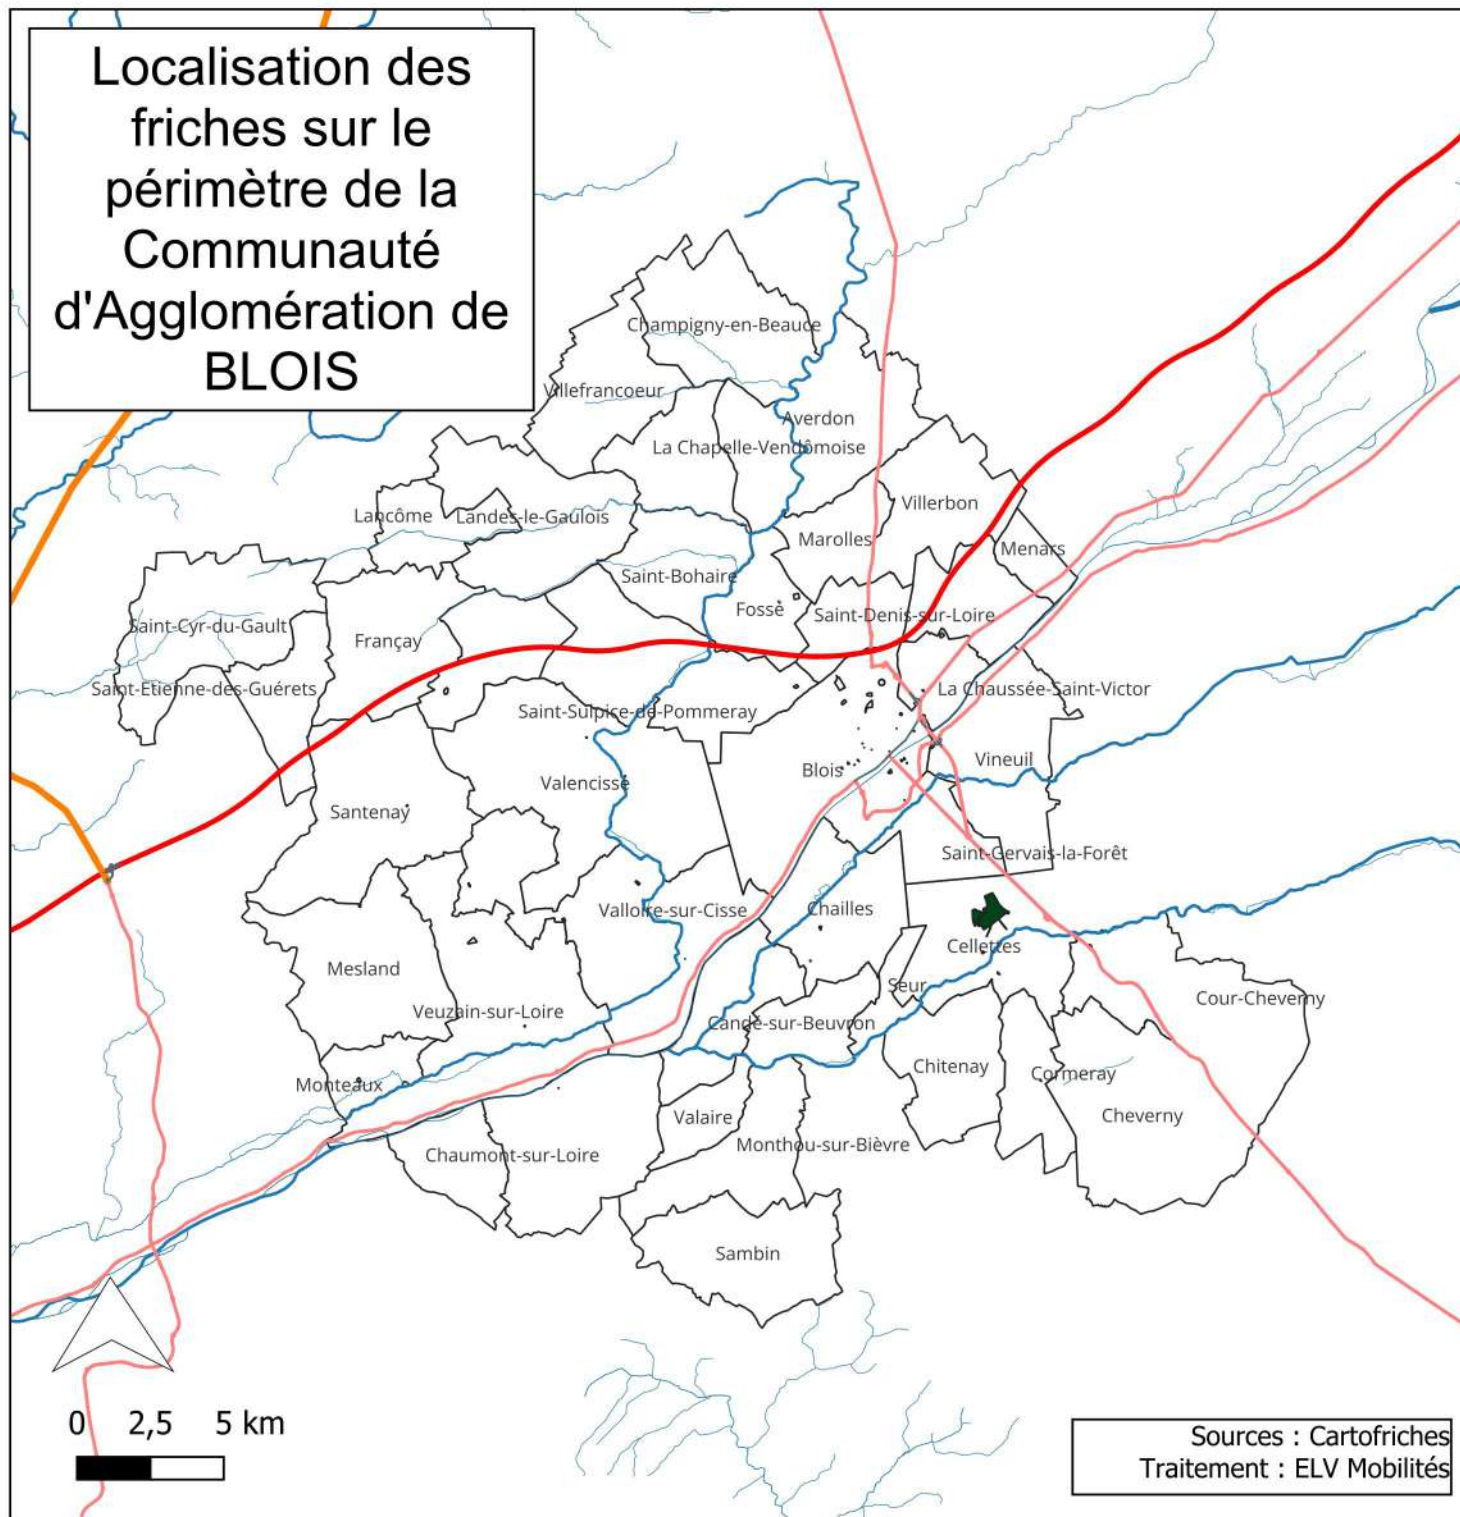 Localisation des
friches sur le
périmètre de la
Communauté
d'Agglomération de
BLOIS
Champigny-en-Beauce
Villefrancoeur
Averdon
La Chapelle-Vendômoise
Villerbon
Lancôme
Landes-le-Gaulois
Marolles
Menars
Saint-Bohaire
Fossé
Saint-Denis-sur-Loire
Saint-Cyr-du-Gault
Françay
Saint-Etienne-des-Guérets
La Chaussée-Saint-Victor
Saint-Sulpice-de-Pommeray
Vineuil
Blois
Valencisse
Santenay
Saint-Gervais-la-Forêt
Valloire-sur-Cisse
Chailles
Cellettes
Mesland
Seur
Cour-Cheverny
Veuzain-sur-Loire
Candé-sur-Beuvron
Chitenay
Cormeray
Monteaux
Cheverny
Valaire
Monthou-sur-Bièvre
Chaumont-sur-Loire
Sambin
0 2,5 5 km
Sources : Cartofriches
Traitement : ELV Mobilités